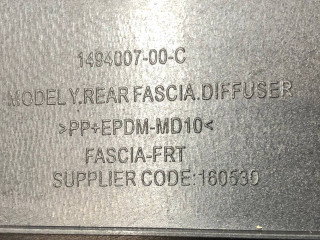 1494007-00-C
MODEL Y.REAR FASCIA.DIFFUSER
>PP+EPDM-MD10<
FASCIA-FRT
SUPPLIER CODE:160530